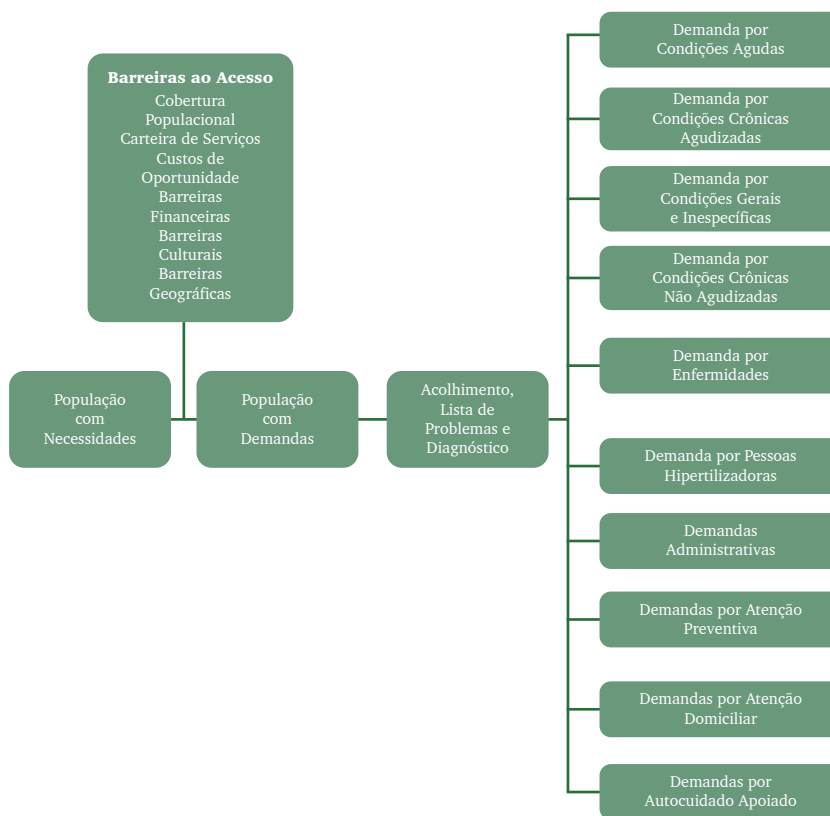 Barreiras ao Acesso
Cobertura
Populacional
Carteira de Serviços
Custos de
Oportunidade
Barreiras
Financeiras
Barreiras
Culturais
Barreiras
Geográficas
População
com
Necessidades
População
com
Demandas
Acolhimento,
Lista de
Problemas e
Diagnóstico
Demanda por
Condições Agudas
Demanda por
Condições Crônicas
Agudizadas
Demanda por
Condições Gerais
e Inespecíficas
Demanda por
Condições Crônicas
Não Agudizadas
Demanda por
Enfermidades
Demanda por Pessoas
Hipertilizadoras
Demandas
Administrativas
Demandas por Atenção
Preventiva
Demandas por Atenção
Domiciliar
Demandas por
Autocuidado Apoiado